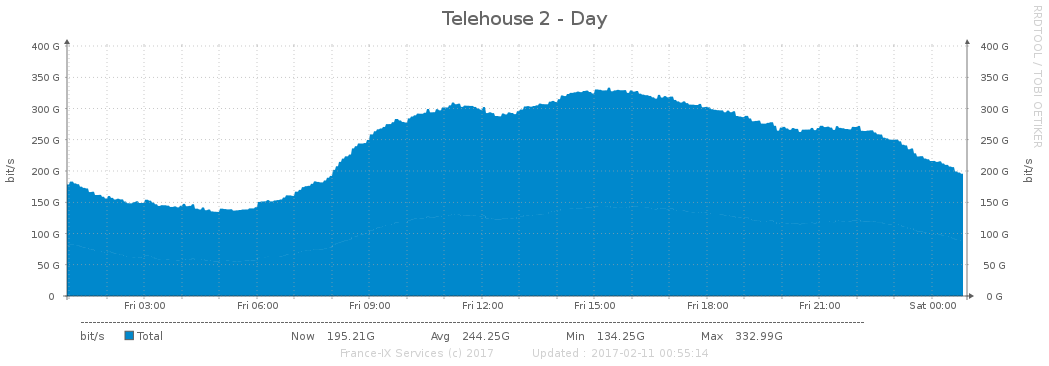 Telehouse 2 - Day
RRDTOOL / TOBI OETIKER
400 G 400 G
350 G 350 G
300 G 300 G
250 G 250 G
200 G 200 G
150 G 150 G
100 G 100 G
50 G 50 G
0 0 G
bit/s bit/s
Fri 03:00 Fri 06:00 Fri 09:00 Fri 12:00 Fri 15:00 Fri 18:00 Fri 21:00 Sat 00:00
bit/s Total Now 195.21G Avg 244.25G Min 134.25G Max 332.99G
France-IX Services (c) 2017 Updated : 2017-02-11 00:55:14